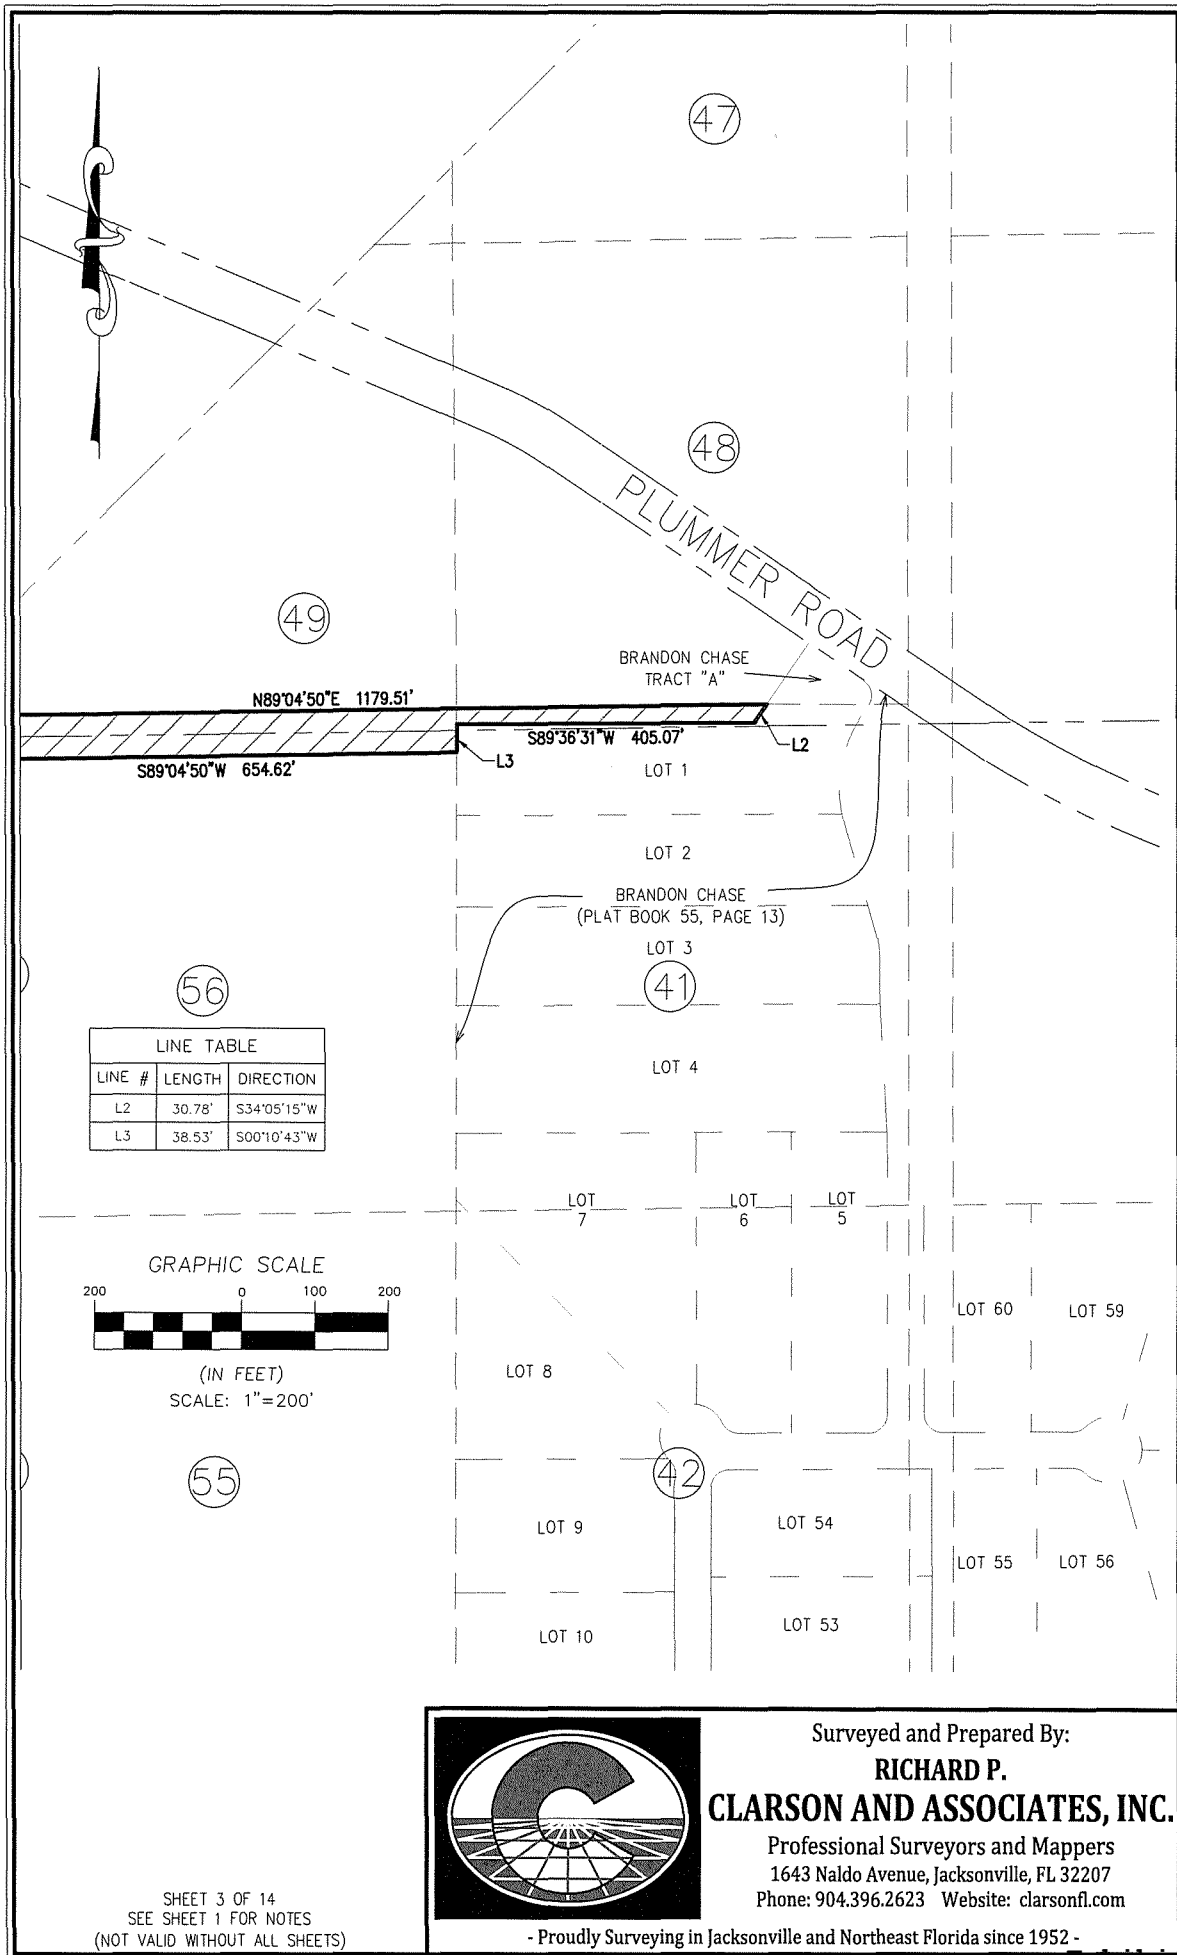 47
48
PLUMMER ROAD
49
BRANDON CHASE
TRACT "A"
N89°04'50"E 1179.51'
S89°36'31"W 405.07'
L2
L3
S89°04'50"W 654.62'
LOT 1
LOT 2
BRANDON CHASE
(PLAT BOOK 55, PAGE 13)
LOT 3
56
41
LINE TABLE
LINE # LENGTH DIRECTION
L2 30.78' S34°05'15"W
L3 38.53' S00°10'43"W
LOT 4
LOT
7
LOT
6
LOT
5
GRAPHIC SCALE
200 0 100 200
(IN FEET)
SCALE: 1"=200'
LOT 60
LOT 59
LOT 8
55
42
LOT 9
LOT 54
LOT 55
LOT 56
LOT 10
LOT 53
SHEET 3 OF 14
SEE SHEET 1 FOR NOTES
(NOT VALID WITHOUT ALL SHEETS)
Surveyed and Prepared By:
RICHARD P.
CLARSON AND ASSOCIATES, INC.
Professional Surveyors and Mappers
1643 Naldo Avenue, Jacksonville, FL 32207
Phone: 904.396.2623 Website: clarsonfl.com
- Proudly Surveying in Jacksonville and Northeast Florida since 1952 -